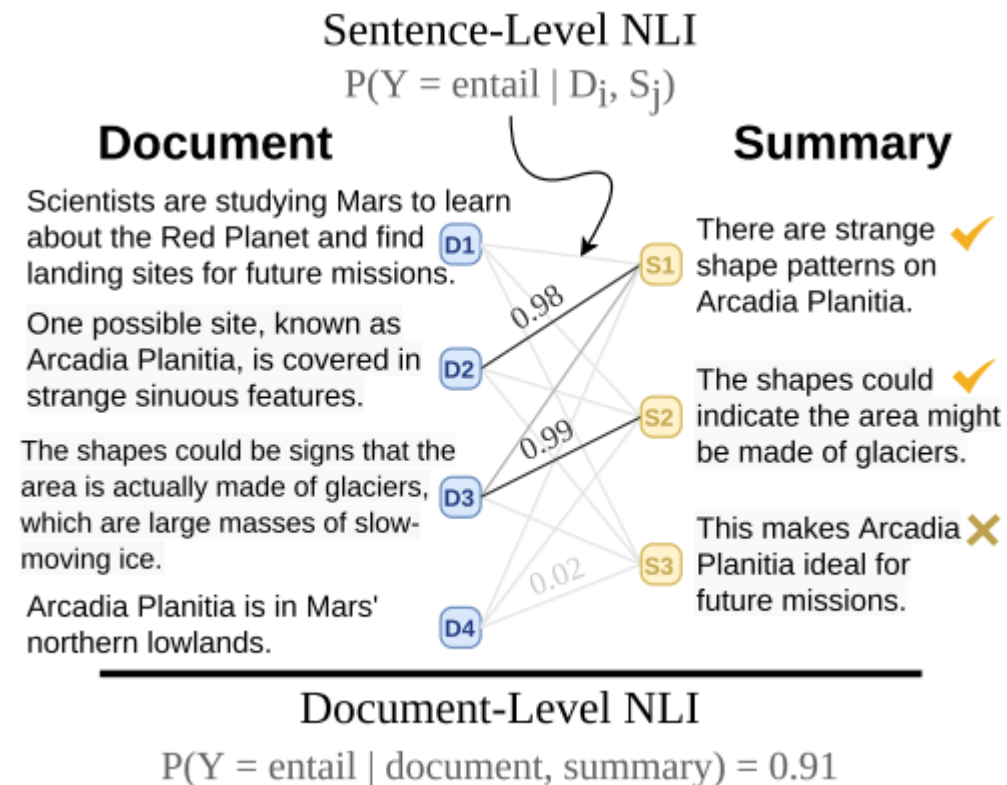 Sentence-Level NLI
P(Y = entail | Di, Sj)
Document
Summary
Scientists are studying Mars to learn
about the Red Planet and find
landing sites for future missions.
D1
One possible site, known as
Arcadia Planitia, is covered in
strange sinuous features.
D2
The shapes could be signs that the
area is actually made of glaciers,
which are large masses of slow-
moving ice.
D3
Arcadia Planitia is in Mars'
northern lowlands.
D4
0.98
0.99
0.02
S1
There are strange
shape patterns on
Arcadia Planitia.
S2
The shapes could
indicate the area might
be made of glaciers.
S3
This makes Arcadia
Planitia ideal for
future missions.
Document-Level NLI
P(Y = entail | document, summary) = 0.91